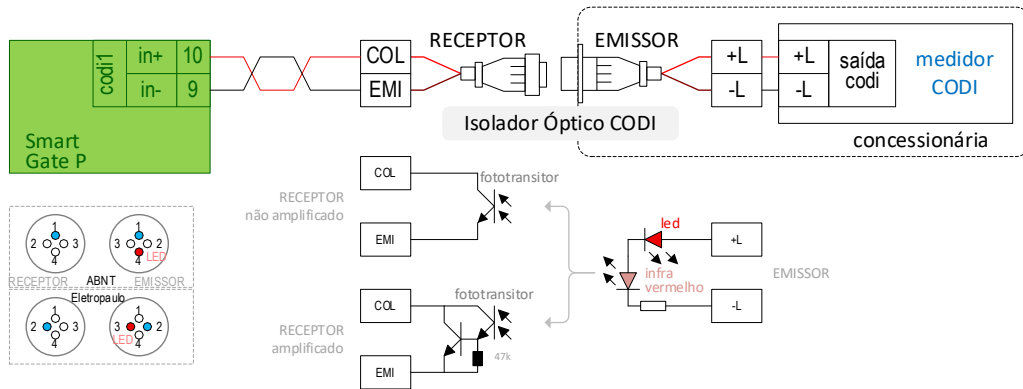 codi1
in+
10
in-
9
Smart
Gate P
COL
EMI
RECEPTOR
EMISSOR
Isolador Óptico CODI
+L
-L
+L
-L
saída
codi
medidor
CODI
concessionária
RECEPTOR
não amplificado
COL
EMI
fototransitor
RECEPTOR
amplificado
COL
EMI
fototransitor
47k
led
infra
vermelho
+L
-L
EMISSOR
1
2
3
4
1
3
2
4
LED
RECEPTOR
ABNT
EMISSOR
Eletropaulo
1
2
3
4
1
3
2
4
LED